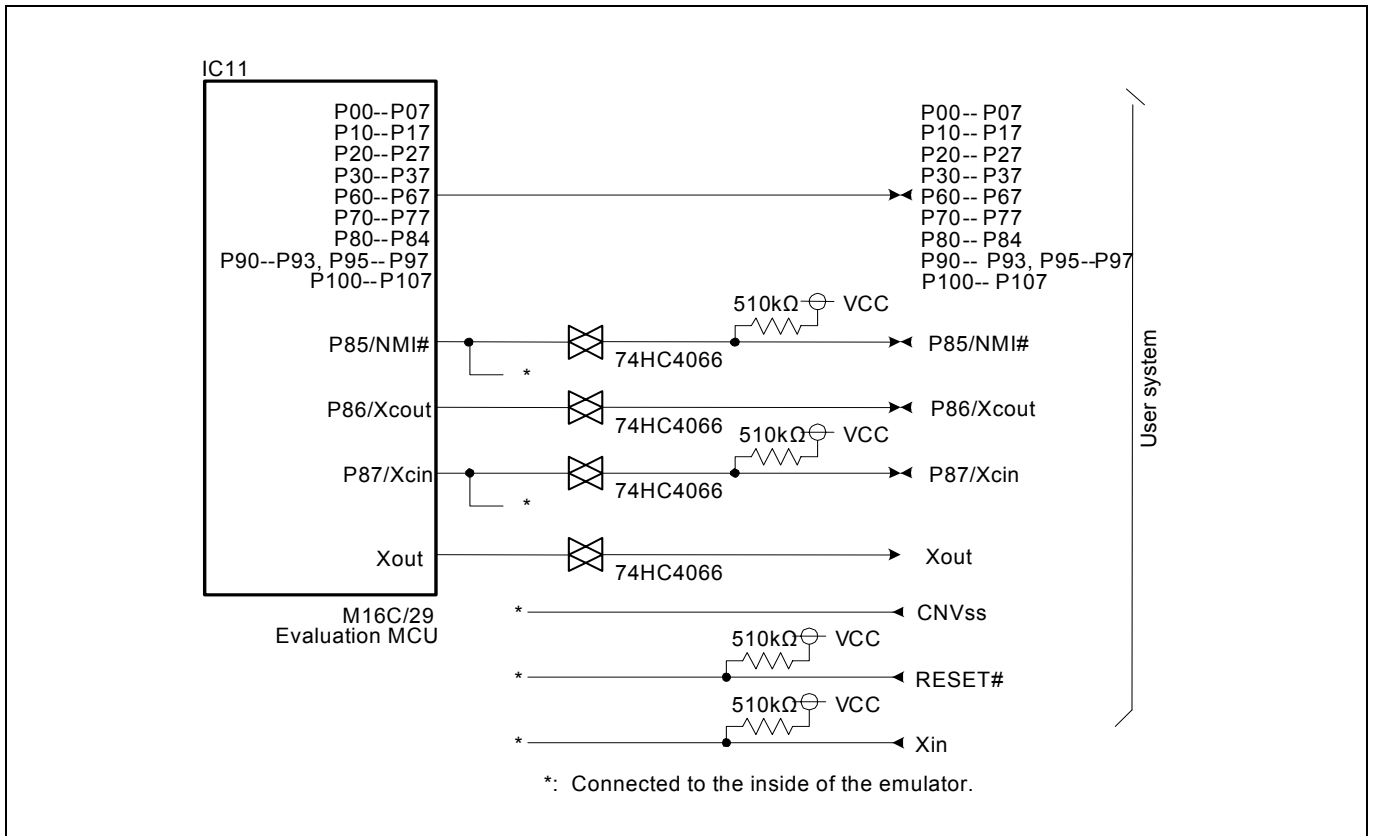 IC11
P00--P07
P10--P17
P20--P27
P30--P37
P60--P67
P70--P77
P80--P84
P90--P93, P95--P97
P100--P107
P00-- P07
P10-- P17
P20-- P27
P30-- P37
P60-- P67
P70-- P77
P80-- P84
P90-- P93, P95--P97
P100-- P107
510kΩ VCC
P85/NMI#
74HC4066
P85/NMI#
*
P86/Xcout
74HC4066
P86/Xcout
510kΩ VCC
P87/Xcin
74HC4066
P87/Xcin
*
Xout
74HC4066
Xout
M16C/29
Evaluation MCU
* CNVss
510kΩ VCC
* RESET#
510kΩ VCC
* Xin
User system
*: Connected to the inside of the emulator.